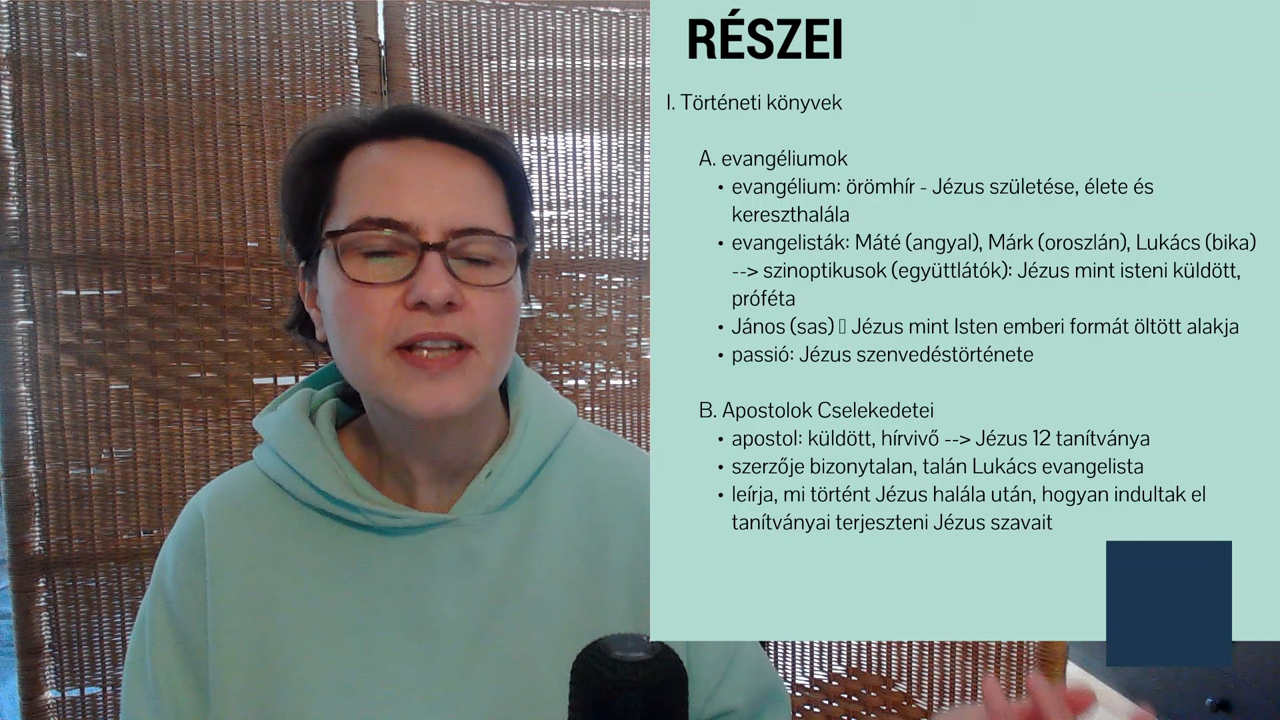 RÉSZEI
I. Történeti könyvek
A. evangéliumok
• evangélium: örömhír - Jézus születése, élete és
kereszthalála
• evangelisták: Máté (angyal), Márk (oroszlán), Lukács (bika)
--> szinoptikusok (együttlátók): Jézus mint isteni küldött,
próféta
• János (sas) ▯ Jézus mint Isten emberi formát öltött alakja
• passió: Jézus szenvedéstörténete
B. Apostolok Cselekedetei
• apostol: küldött, hírvivő --> Jézus 12 tanítványa
• szerzője bizonytalan, talán Lukács evangelista
• leírja, mi történt Jézus halála után, hogyan indultak el
tanítványai terjeszteni Jézus szavait